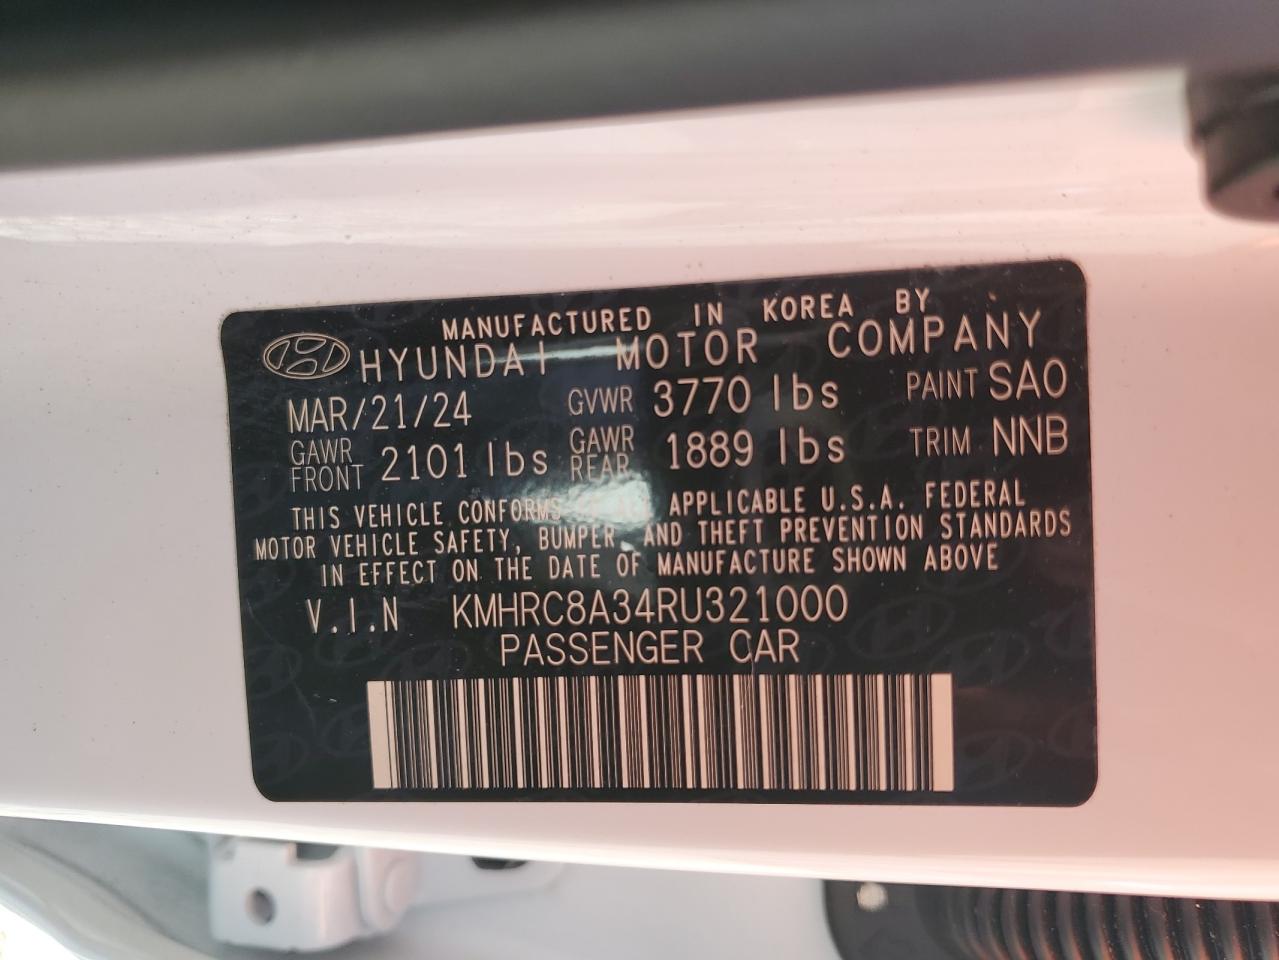 MANUFACTURED IN KOREA BY
HYUNDAI MOTOR COMPANY
MAR/21/24 GVWR 3770 lbs PAINT SAO
GAWR FRONT 2101 lbs GAWR REAR 1889 lbs TRIM NNB
THIS VEHICLE CONFORMS APPLICABLE U.S.A. FEDERAL
MOTOR VEHICLE SAFETY, BUMPER, AND THEFT PREVENTION STANDARDS
IN EFFECT ON THE DATE OF MANUFACTURE SHOWN ABOVE
V.I.N KMHRC8A34RU321000
PASSENGER CAR